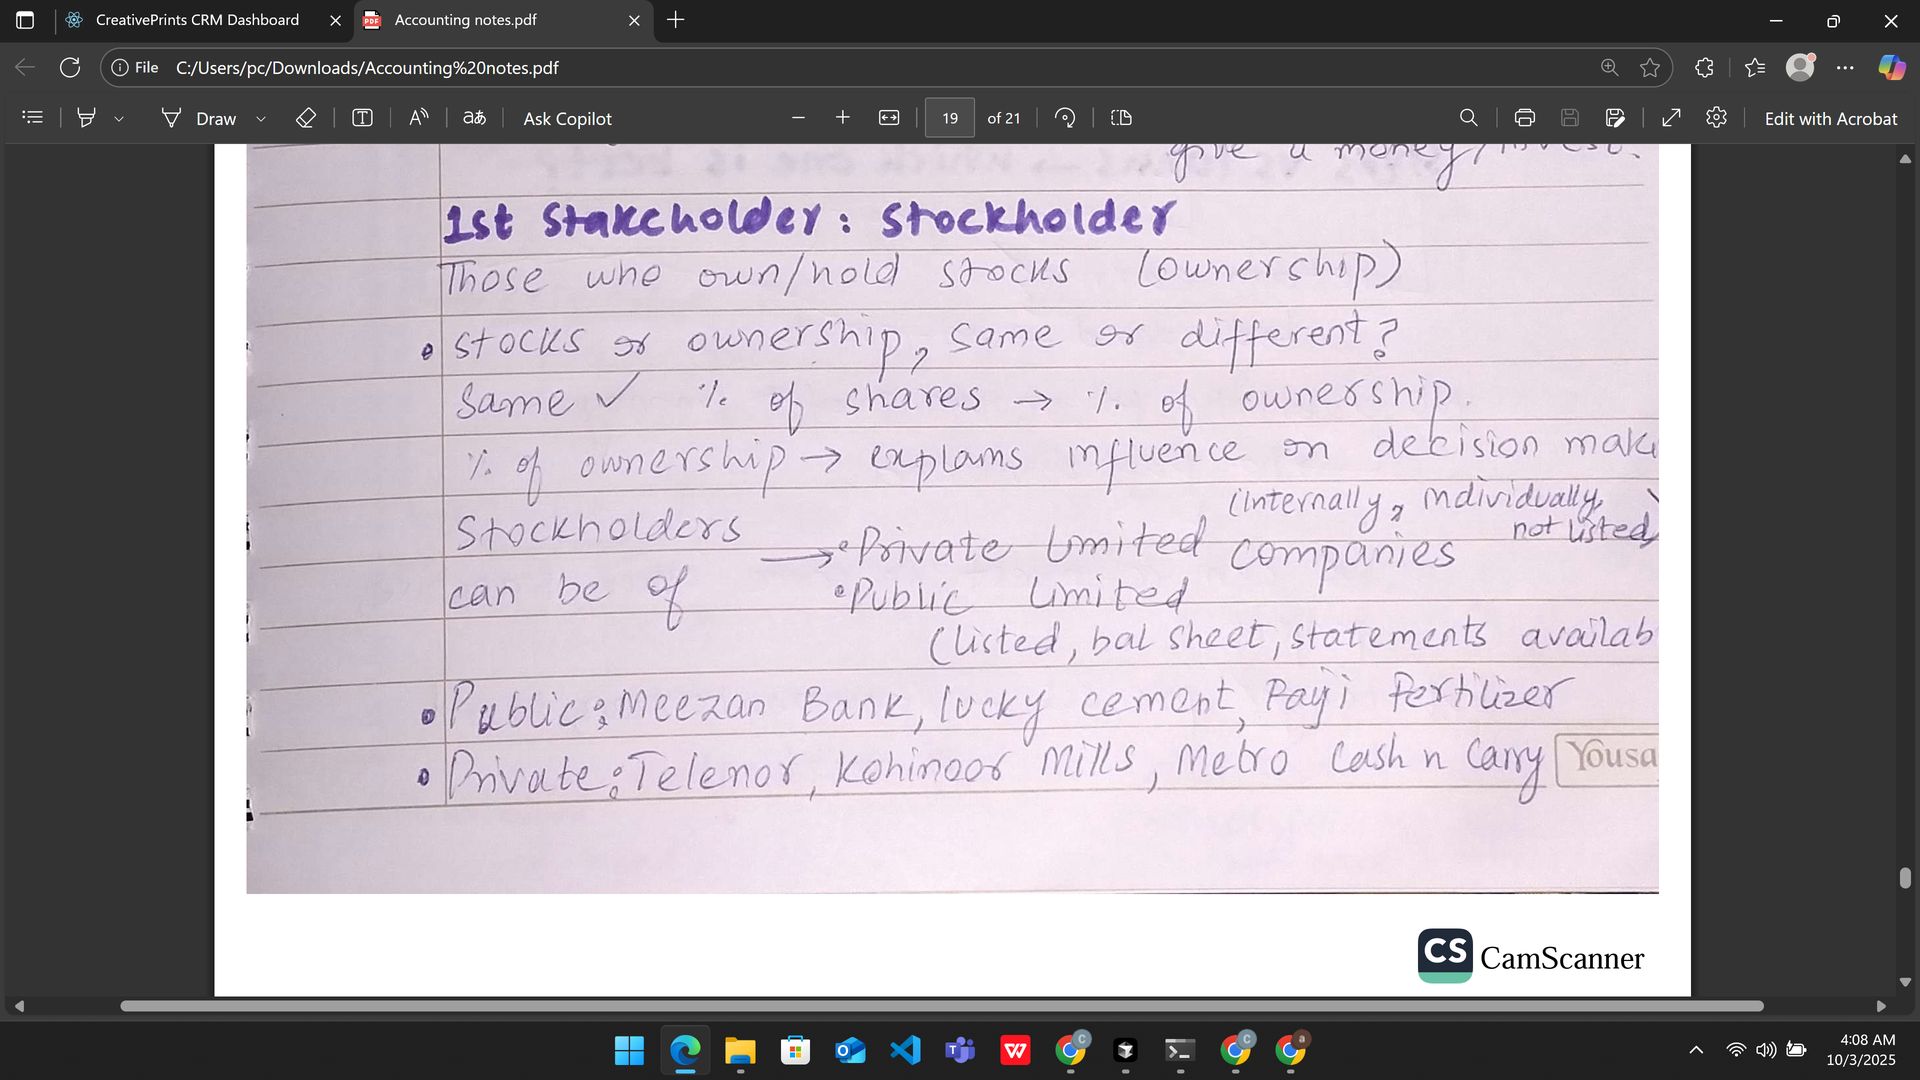 CreativePrints CRM Dashboard
Accounting notes.pdf
File C:/Users/pc/Downloads/Accounting%20notes.pdf
Draw
Ask Copilot
19 of 21
Edit with Acrobat
give a money/invest.
1st Stakeholder: Stockholder
Those who own/hold stocks (ownership)
• stocks or ownership, same or different?
Same ✓ % of shares → % of ownership.
% of ownership → explains influence on decision mak
(internally, individually,
not listed)
Stockholders → • Private limited companies
can be of • Public limited
(listed, bal sheet, statements availab
• Public: Meezan Bank, lucky cement, Fauji Fertilizer
• Private: Telenor, Kohinoor Mills, Metro Cash n Carry
Yousa
CS CamScanner
4:08 AM
10/3/2025